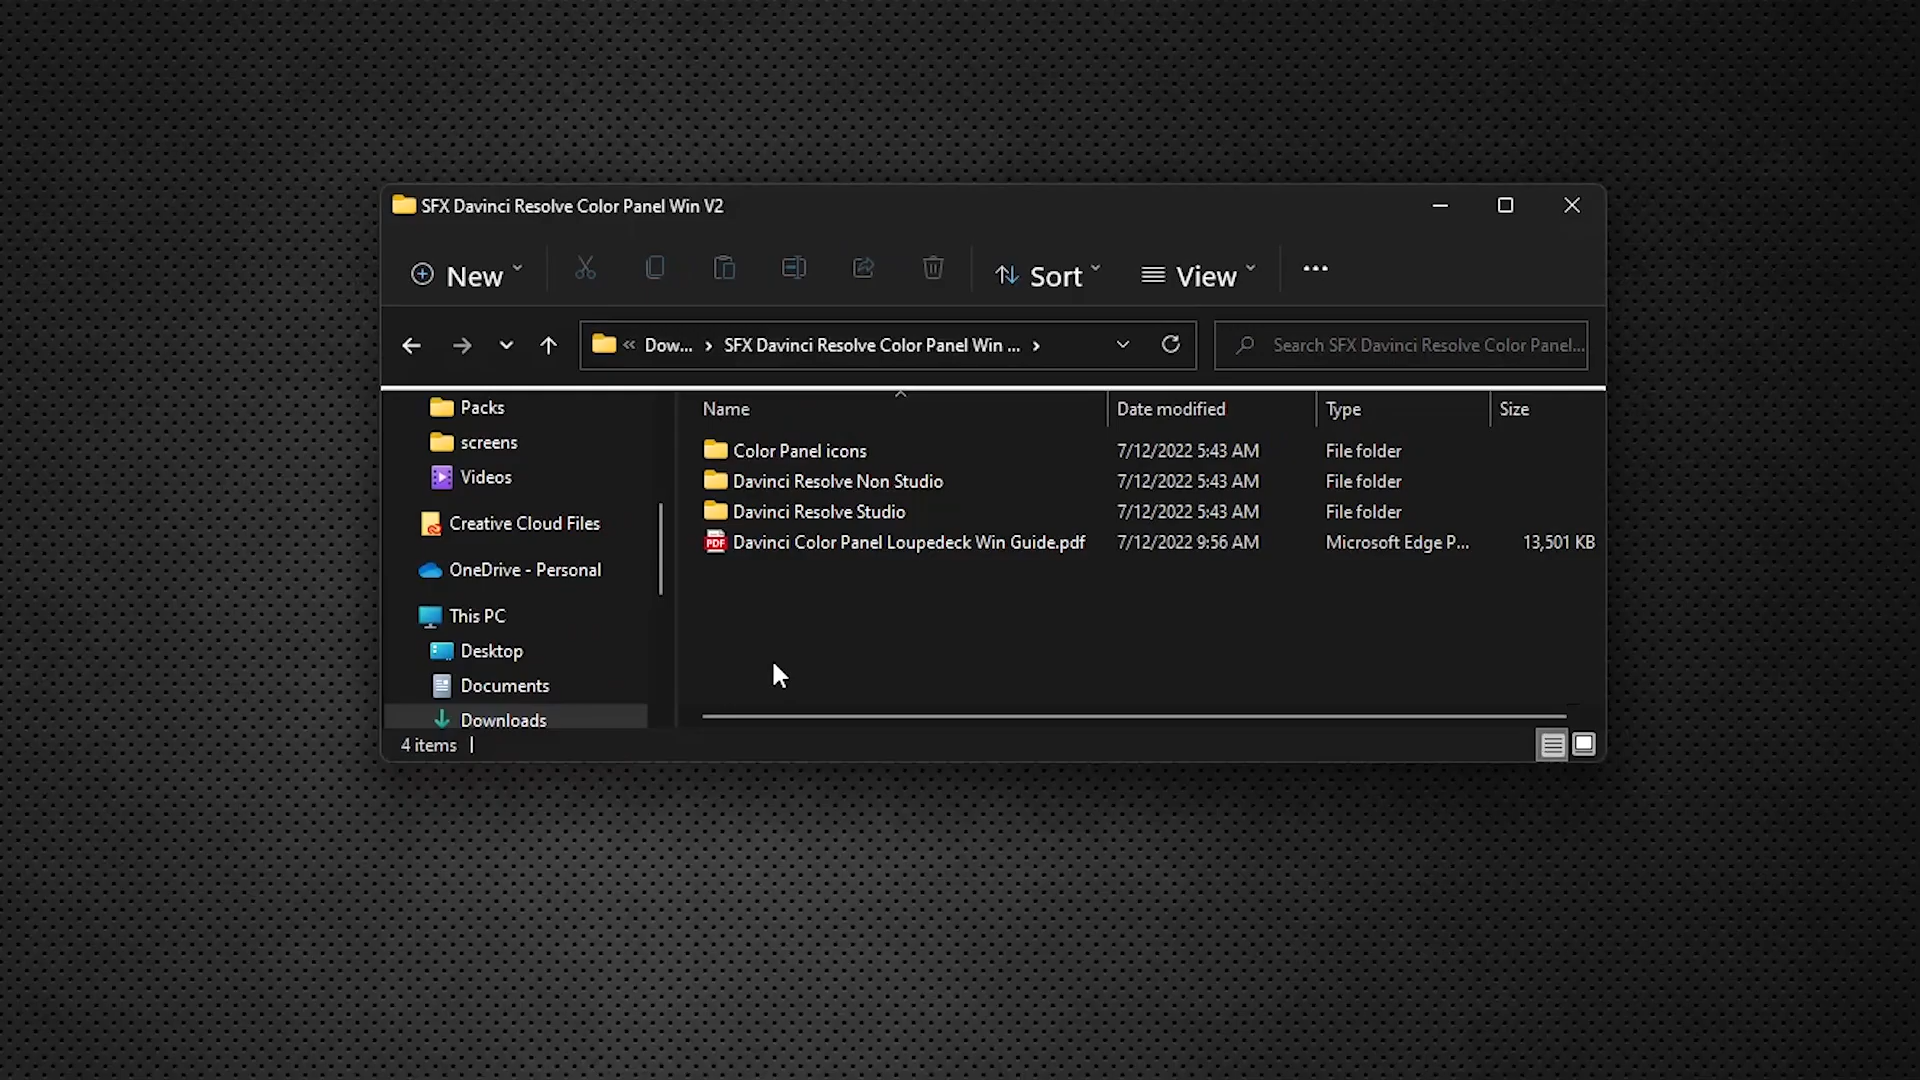 SFX Davinci Resolve Color Panel Win V2
New
Sort
View
« Dow... › SFX Davinci Resolve Color Panel Win ... ›
Search SFX Davinci Resolve Color Panel...
Packs
screens
Videos
Creative Cloud Files
OneDrive - Personal
This PC
Desktop
Documents
Downloads
Name Date modified Type Size
Color Panel icons 7/12/2022 5:43 AM File folder
Davinci Resolve Non Studio 7/12/2022 5:43 AM File folder
Davinci Resolve Studio 7/12/2022 5:43 AM File folder
PDF Davinci Color Panel Loupedeck Win Guide.pdf 7/12/2022 9:56 AM Microsoft Edge P... 13,501 KB
4 items